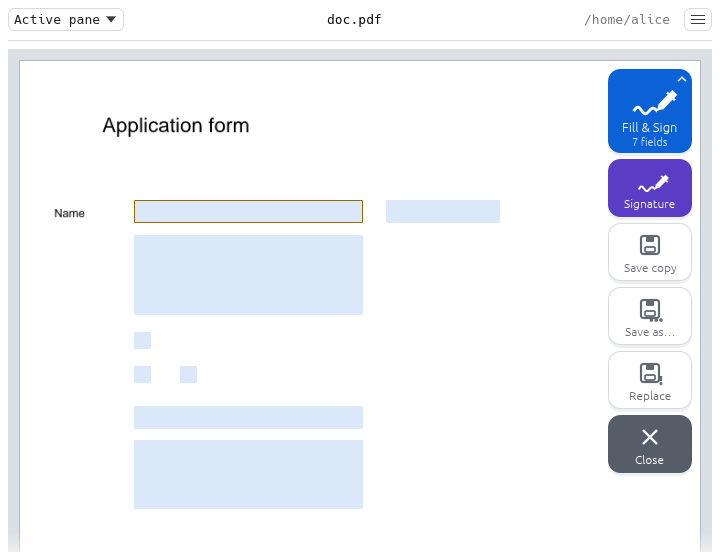 Active pane
doc.pdf
/home/alice
Application form
Name
Fill & Sign
7 fields
Signature
Save copy
Save as...
Replace
Close